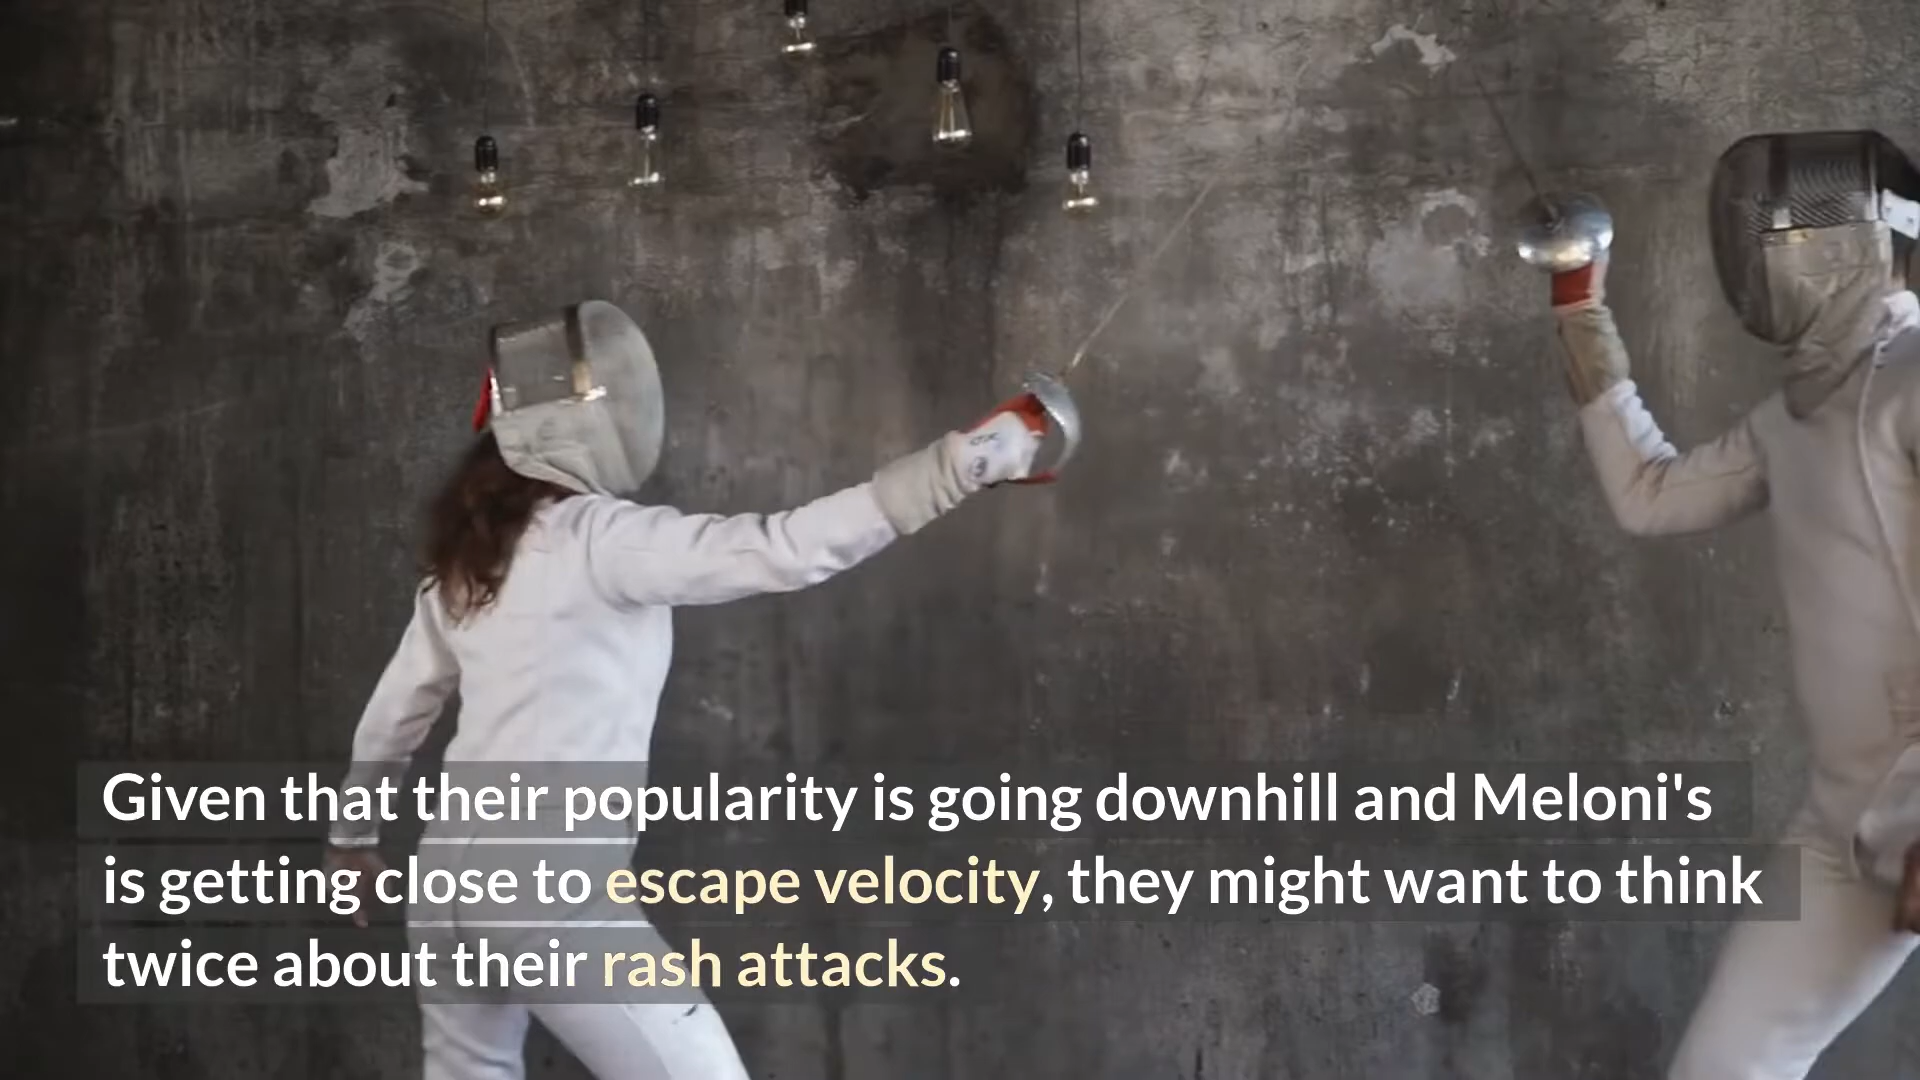 Given that their popularity is going downhill and Meloni's
is getting close to escape velocity, they might want to think
twice about their rash attacks.